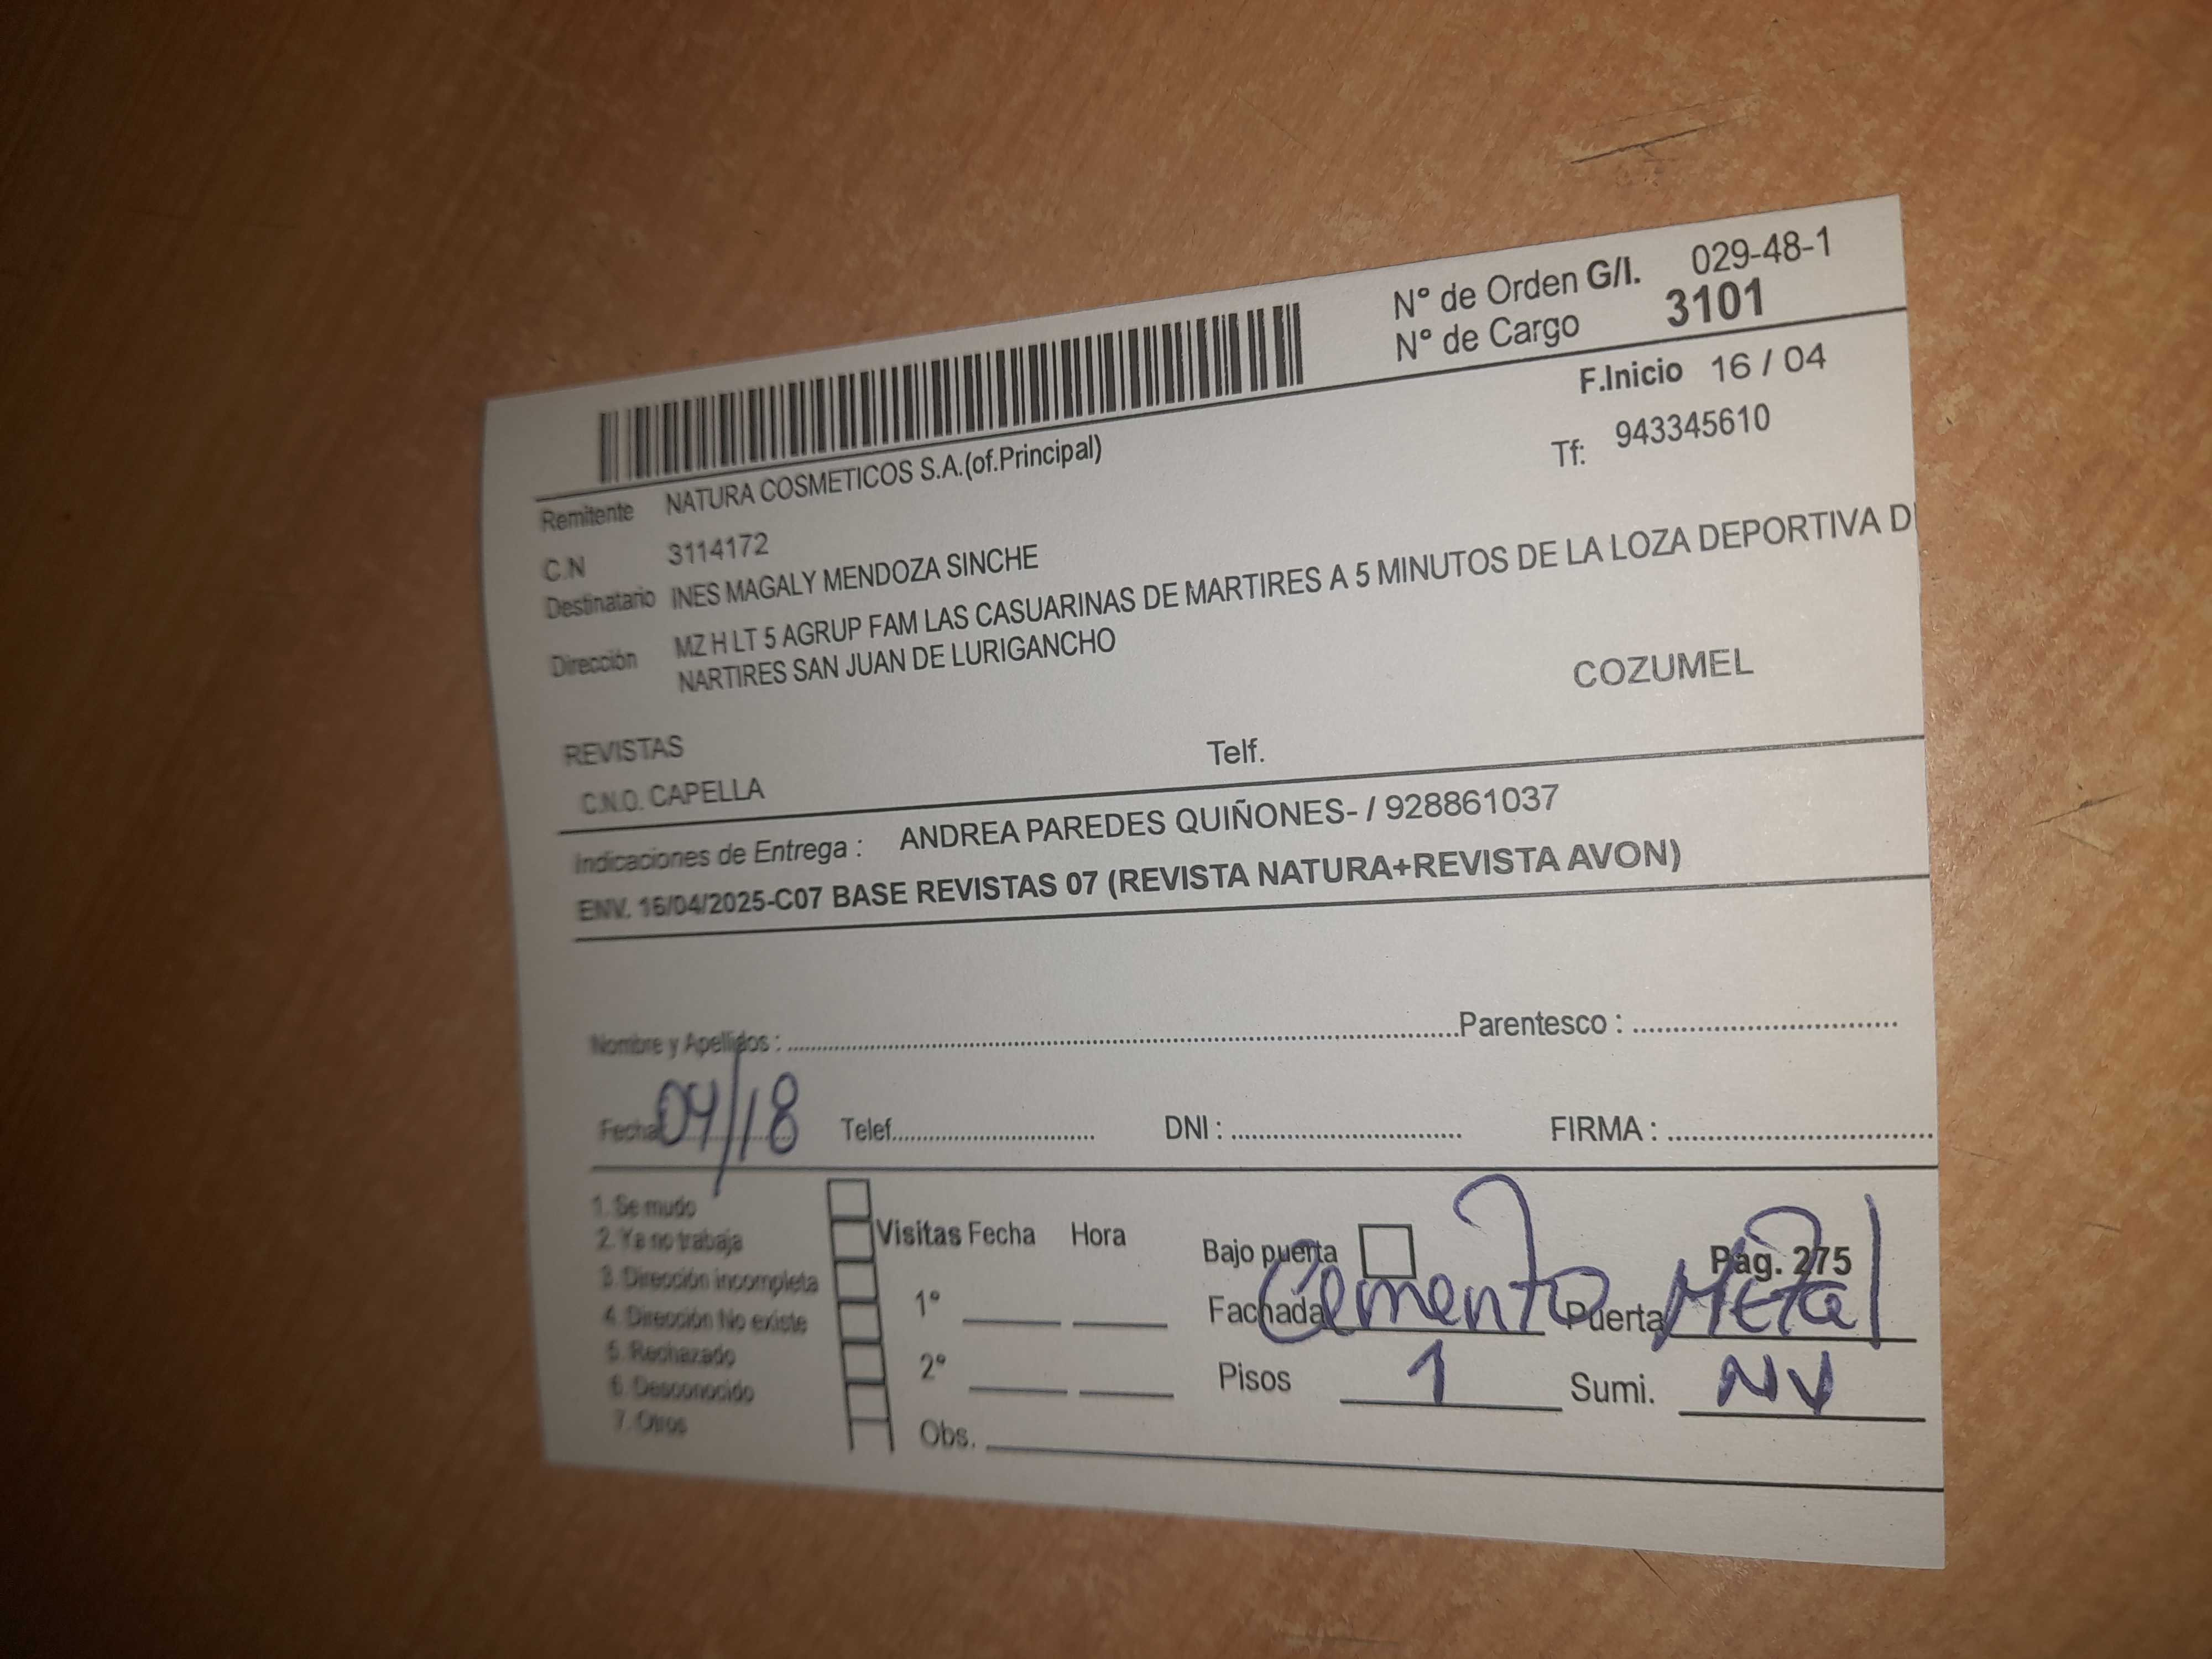 N° de Orden G/I. 029-48-1
N° de Cargo 3101
F.Inicio 16 / 04
Remitente NATURA COSMETICOS S.A.(of.Principal)
Tf: 943345610
C.N 3114172
Destinatario INES MAGALY MENDOZA SINCHE
Dirección MZ H LT 5 AGRUP FAM LAS CASUARINAS DE MARTIRES A 5 MINUTOS DE LA LOZA DEPORTIVA D
NARTIRES SAN JUAN DE LURIGANCHO
COZUMEL
REVISTAS
Telf.
C.N.O. CAPELLA
Indicaciones de Entrega : ANDREA PAREDES QUIÑONES- / 928861037
ENV. 16/04/2025-C07 BASE REVISTAS 07 (REVISTA NATURA+REVISTA AVON)
Nombre y Apellidos : Parentesco :
Fecha 04/18 Telef. DNI : FIRMA :
1. Se mudo
2. Ya no trabaja
3. Dirección incompleta
4. Dirección No existe
5. Rechazado
6. Desconocido
7. Otros
Visitas Fecha Hora
1°
2°
Obs.
Bajo puerta Pág. 275
Fachada Cemento Puerta Metal
Pisos 1 Sumi. NV